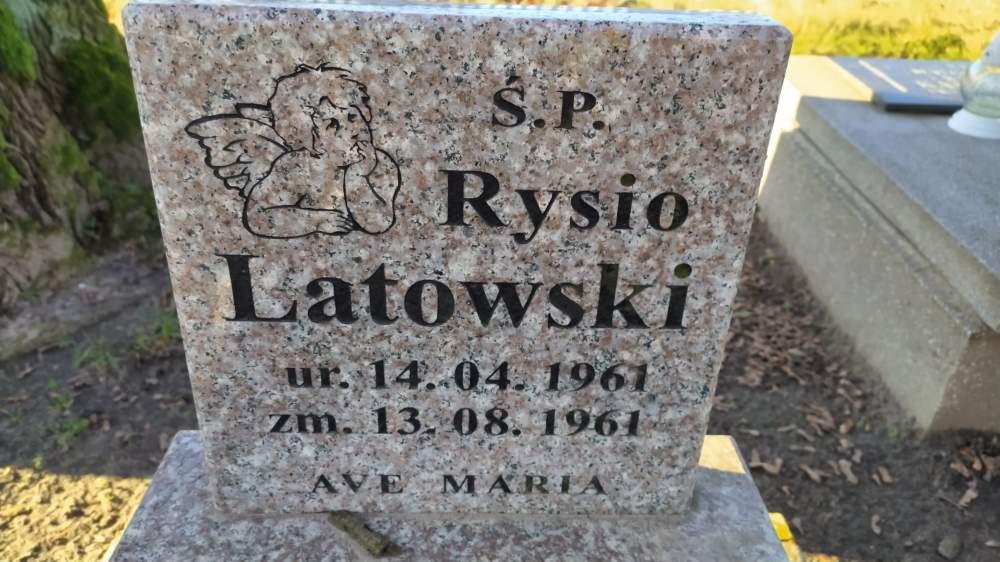 Ś.P.
Rysio
Latowski
ur. 14. 04. 1961
zm. 13. 08. 1961
AVE MARIA